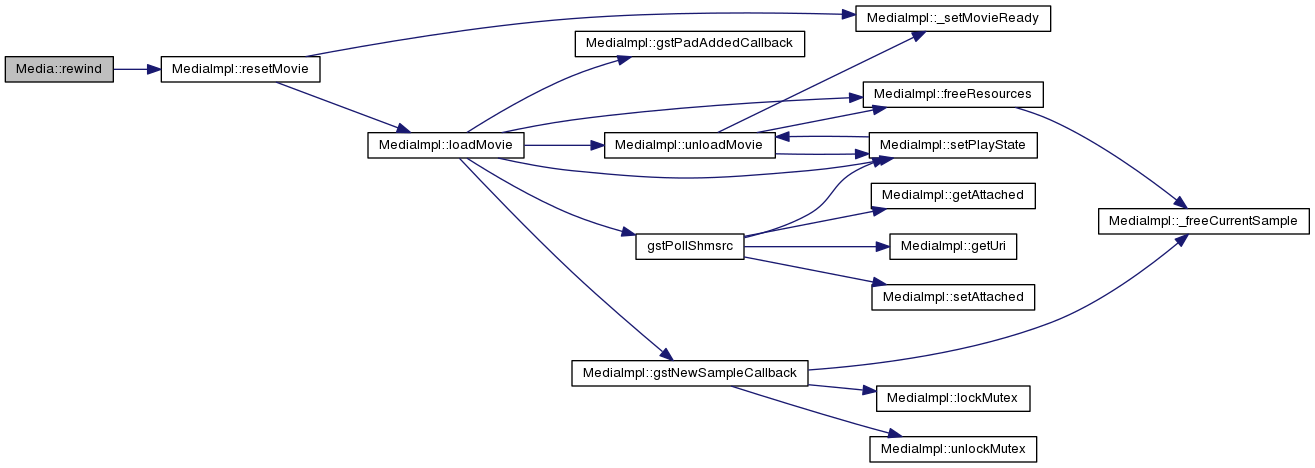 Media::rewind
MediaImpl::resetMovie
MediaImpl::_setMovieReady
MediaImpl::gstPadAddedCallback
MediaImpl::loadMovie
MediaImpl::freeResources
MediaImpl::unloadMovie
MediaImpl::setPlayState
MediaImpl::getAttached
gstPollShmsrc
MediaImpl::getUri
MediaImpl::setAttached
MediaImpl::_freeCurrentSample
MediaImpl::gstNewSampleCallback
MediaImpl::lockMutex
MediaImpl::unlockMutex